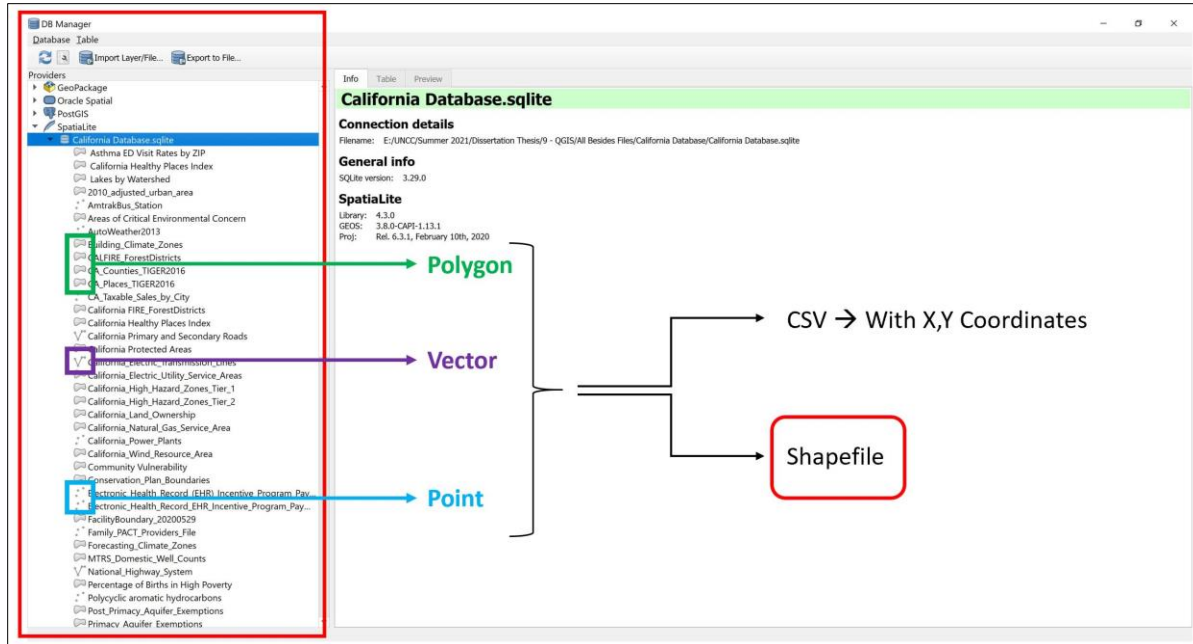 DB Manager
Database Table
Import Layer/File... Export to File...
Providers
GeoPackage
Oracle Spatial
PostGIS
SpatiaLite
California Database.sqlite
Asthma ED Visit Rates by ZIP
California Healthy Places Index
Lakes by Watershed
2010_adjusted_urban_area
AmtrakBus_Station
Areas of Critical Environmental Concern
AutoWeather2013
Building_Climate_Zones
CALFIRE_ForestDistricts
CA_Counties_TIGER2016
CA_Places_TIGER2016
CA_Taxable_Sales_by_City
California FIRE_ForestDistricts
California Healthy Places Index
California Primary and Secondary Roads
California Protected Areas
California_Electric_Transmission_Lines
California_Electric_Utility_Service_Areas
California_High_Hazard_Zones_Tier_1
California_High_Hazard_Zones_Tier_2
California_Land_Ownership
California_Natural_Gas_Service_Area
California_Power_Plants
California_Wind_Resource_Area
Community Vulnerability
Conservation_Plan_Boundaries
Electronic_Health_Record_(EHR)_Incentive_Program_Pay...
Electronic_Health_Record_EHR_Incentive_Program_Pay...
FacilityBoundary_20200529
Family_PACT_Providers_File
Forecasting_Climate_Zones
MTRS_Domestic_Well_Counts
National_Highway_System
Percentage of Births in High Poverty
Polycyclic aromatic hydrocarbons
Post_Primacy_Aquifer_Exemptions
Primacy Aquifer Exemptions
Info Table Preview
California Database.sqlite
Connection details
Filename: E:/UNCC/Summer 2021/Dissertation Thesis/9 - QGIS/All Besides Files/California Database/California Database.sqlite
General info
SQLite version: 3.29.0
SpatiaLite
Library: 4.3.0
GEOS: 3.8.0-CAPI-1.13.1
Proj: Rel. 6.3.1, February 10th, 2020
Polygon
Vector
Point
CSV → With X,Y Coordinates
Shapefile